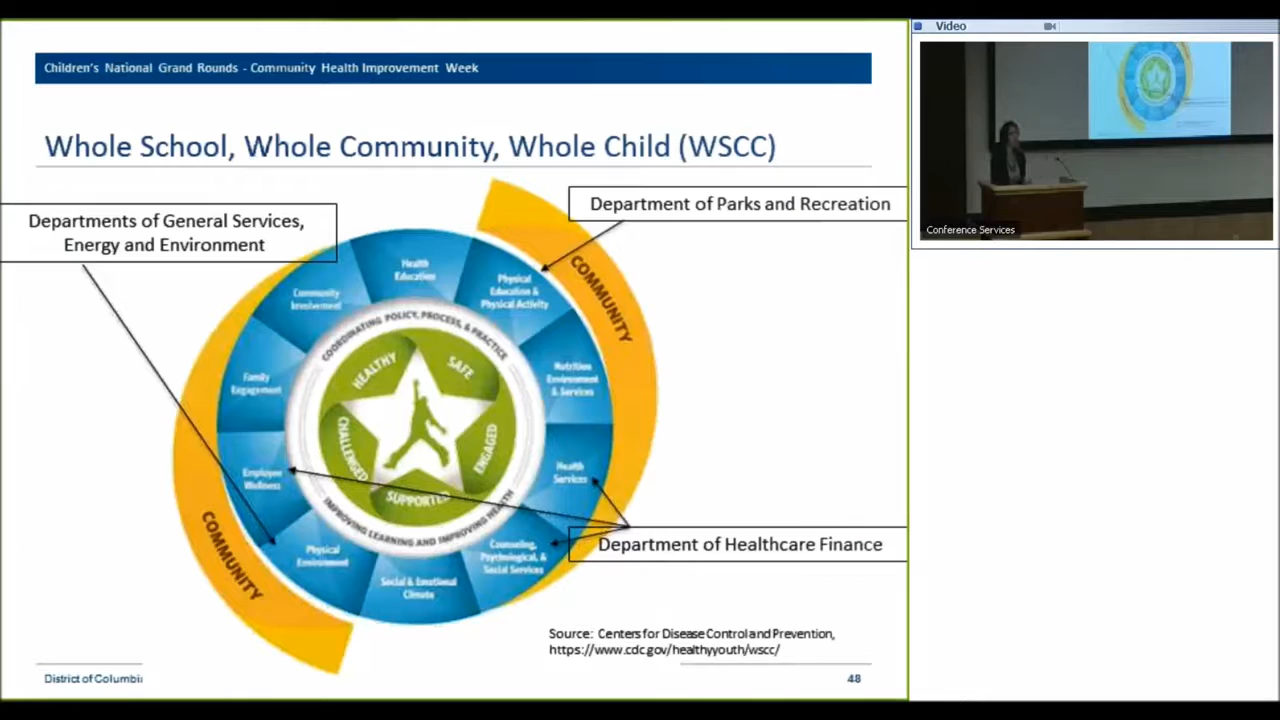 Children's National Grand Rounds - Community Health Improvement Week
Whole School, Whole Community, Whole Child (WSCC)
Departments of General Services,
Energy and Environment
Department of Parks and Recreation
COMMUNITY
Health
Education
Physical
Education &
Physical Activity
Nutrition
Environment
& Services
Health
Services
Counseling,
Psychological, &
Social Services
Social & Emotional
Climate
Physical
Environment
Employee
Wellness
Family
Engagement
Community
Involvement
COORDINATING POLICY, PROCESS, & PRACTICE
IMPROVING LEARNING AND IMPROVING HEALTH
HEALTHY
SAFE
ENGAGED
SUPPORTED
CHALLENGED
COMMUNITY
Department of Healthcare Finance
Source: Centers for Disease Control and Prevention,
https://www.cdc.gov/healthyyouth/wscc/
District of Columbi
48
Video
Conference Services